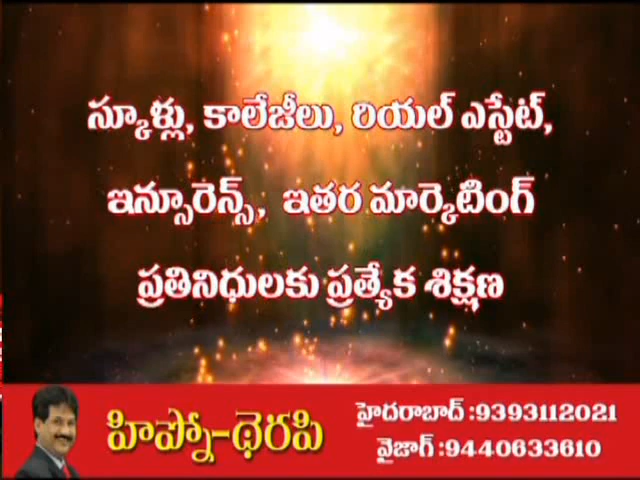 స్కూళ్లు, కాలేజీలు, రియల్ ఎస్టేట్,
ఇన్సూరెన్స్, ఇతర మార్కెటింగ్
ప్రతినిధులకు ప్రత్యేక శిక్షణ
హిప్నో-థెరపి
హైదరాబాద్ :9393112021
వైజాగ్ :9440633610